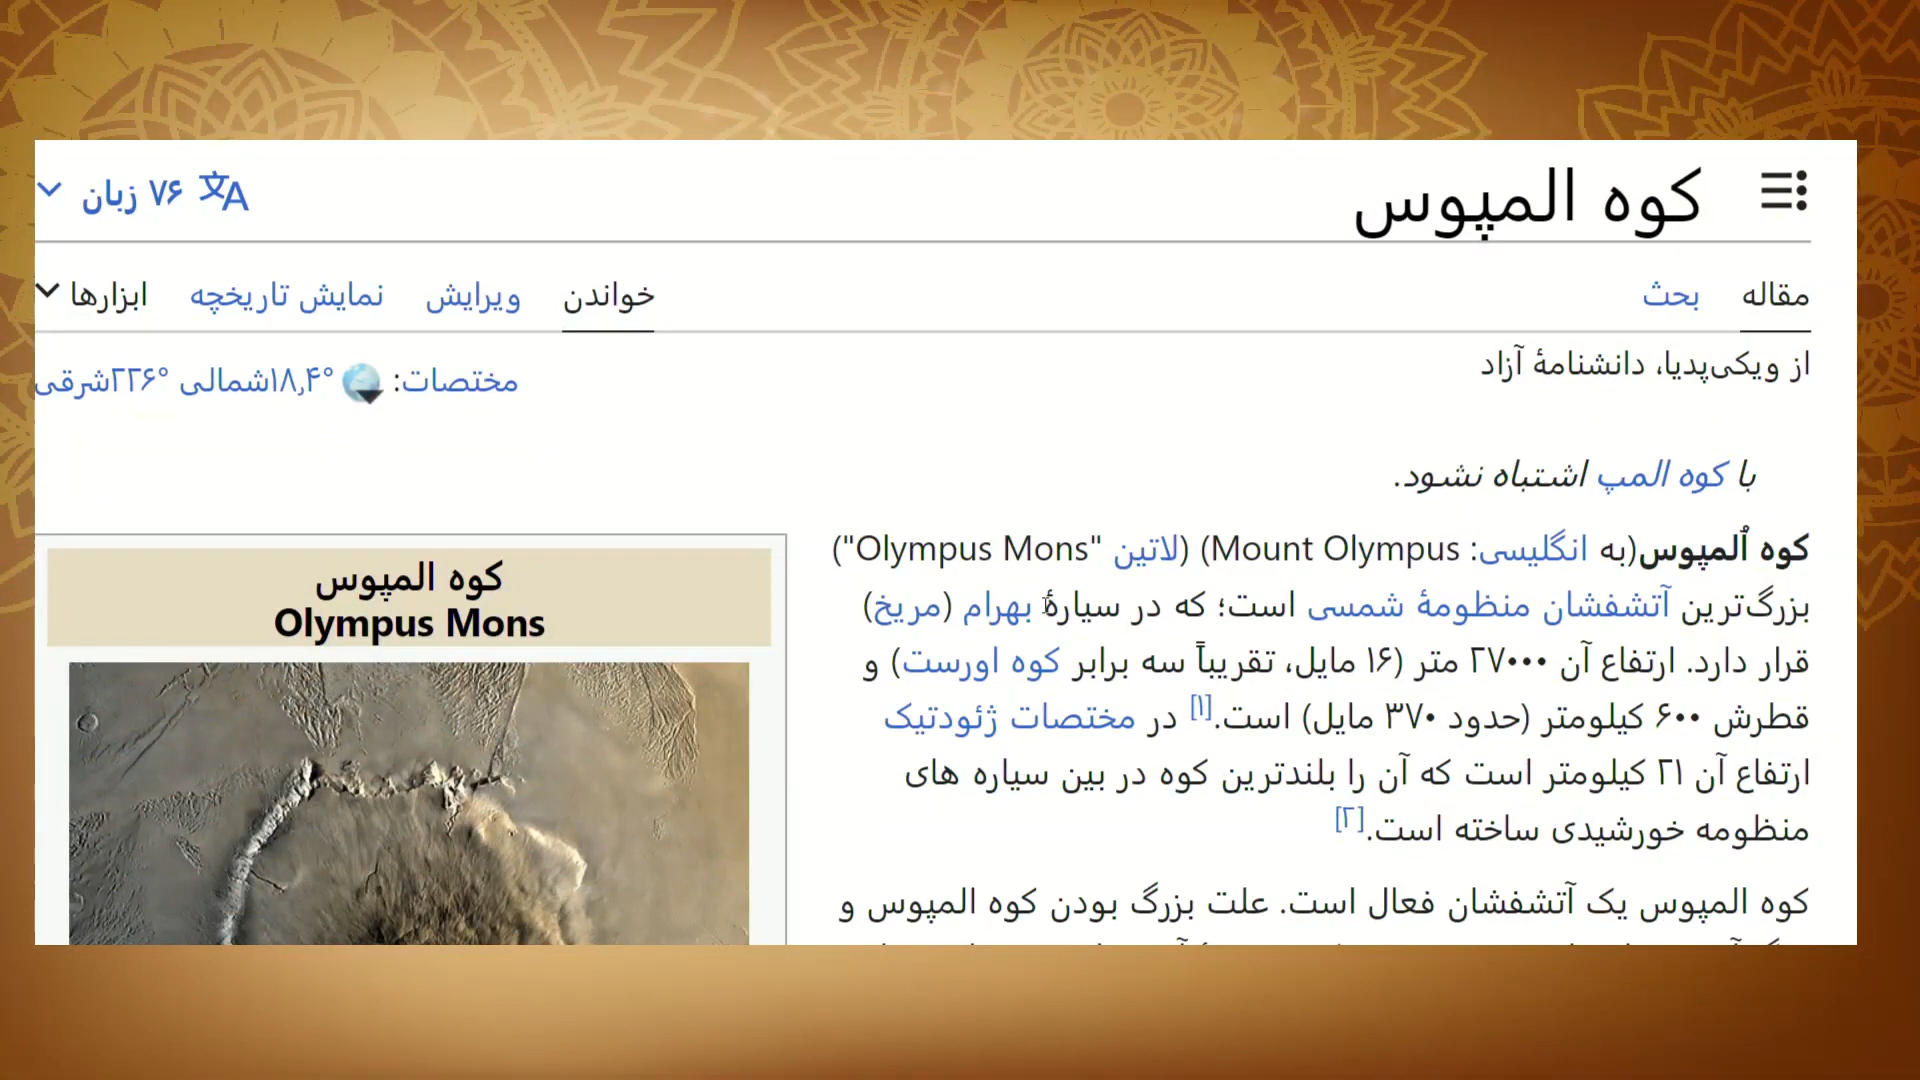 کوه المپوس
۷۶ زبان
مقاله
بحث
خواندن
ویرایش
نمایش تاریخچه
ابزارها
از ویکی‌پدیا، دانشنامهٔ آزاد
مختصات: ۱۸٫۴°شمالی ۲۲۶°شرقی
با کوه المپ اشتباه نشود.
کوه اُلمپوس(به انگلیسی: Mount Olympus) (لاتین "Olympus Mons")
بزرگ‌ترین آتشفشان منظومهٔ شمسی است؛ که در سیارهٔ بهرام (مریخ)
قرار دارد. ارتفاع آن ۲۷۰۰۰ متر (۱۶ مایل، تقریباً سه برابر کوه اورست) و
قطرش ۶۰۰ کیلومتر (حدود ۳۷۰ مایل) است.[۱] در مختصات ژئودتیک
ارتفاع آن ۲۱ کیلومتر است که آن را بلندترین کوه در بین سیاره های
منظومه خورشیدی ساخته است.[۲]
کوه المپوس یک آتشفشان فعال است. علت بزرگ بودن کوه المپوس و
کوه المپوس
Olympus Mons